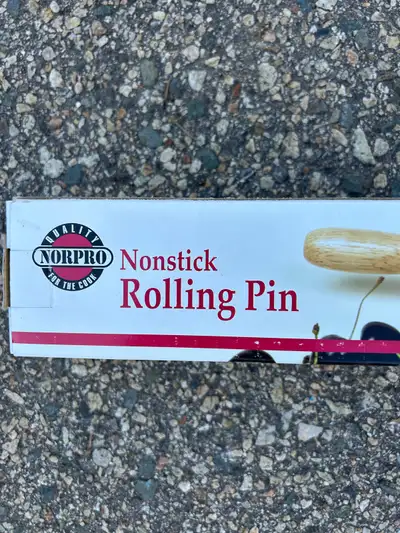 QUALITY
NORPRO
FOR THE COOK
Nonstick
Rolling Pin